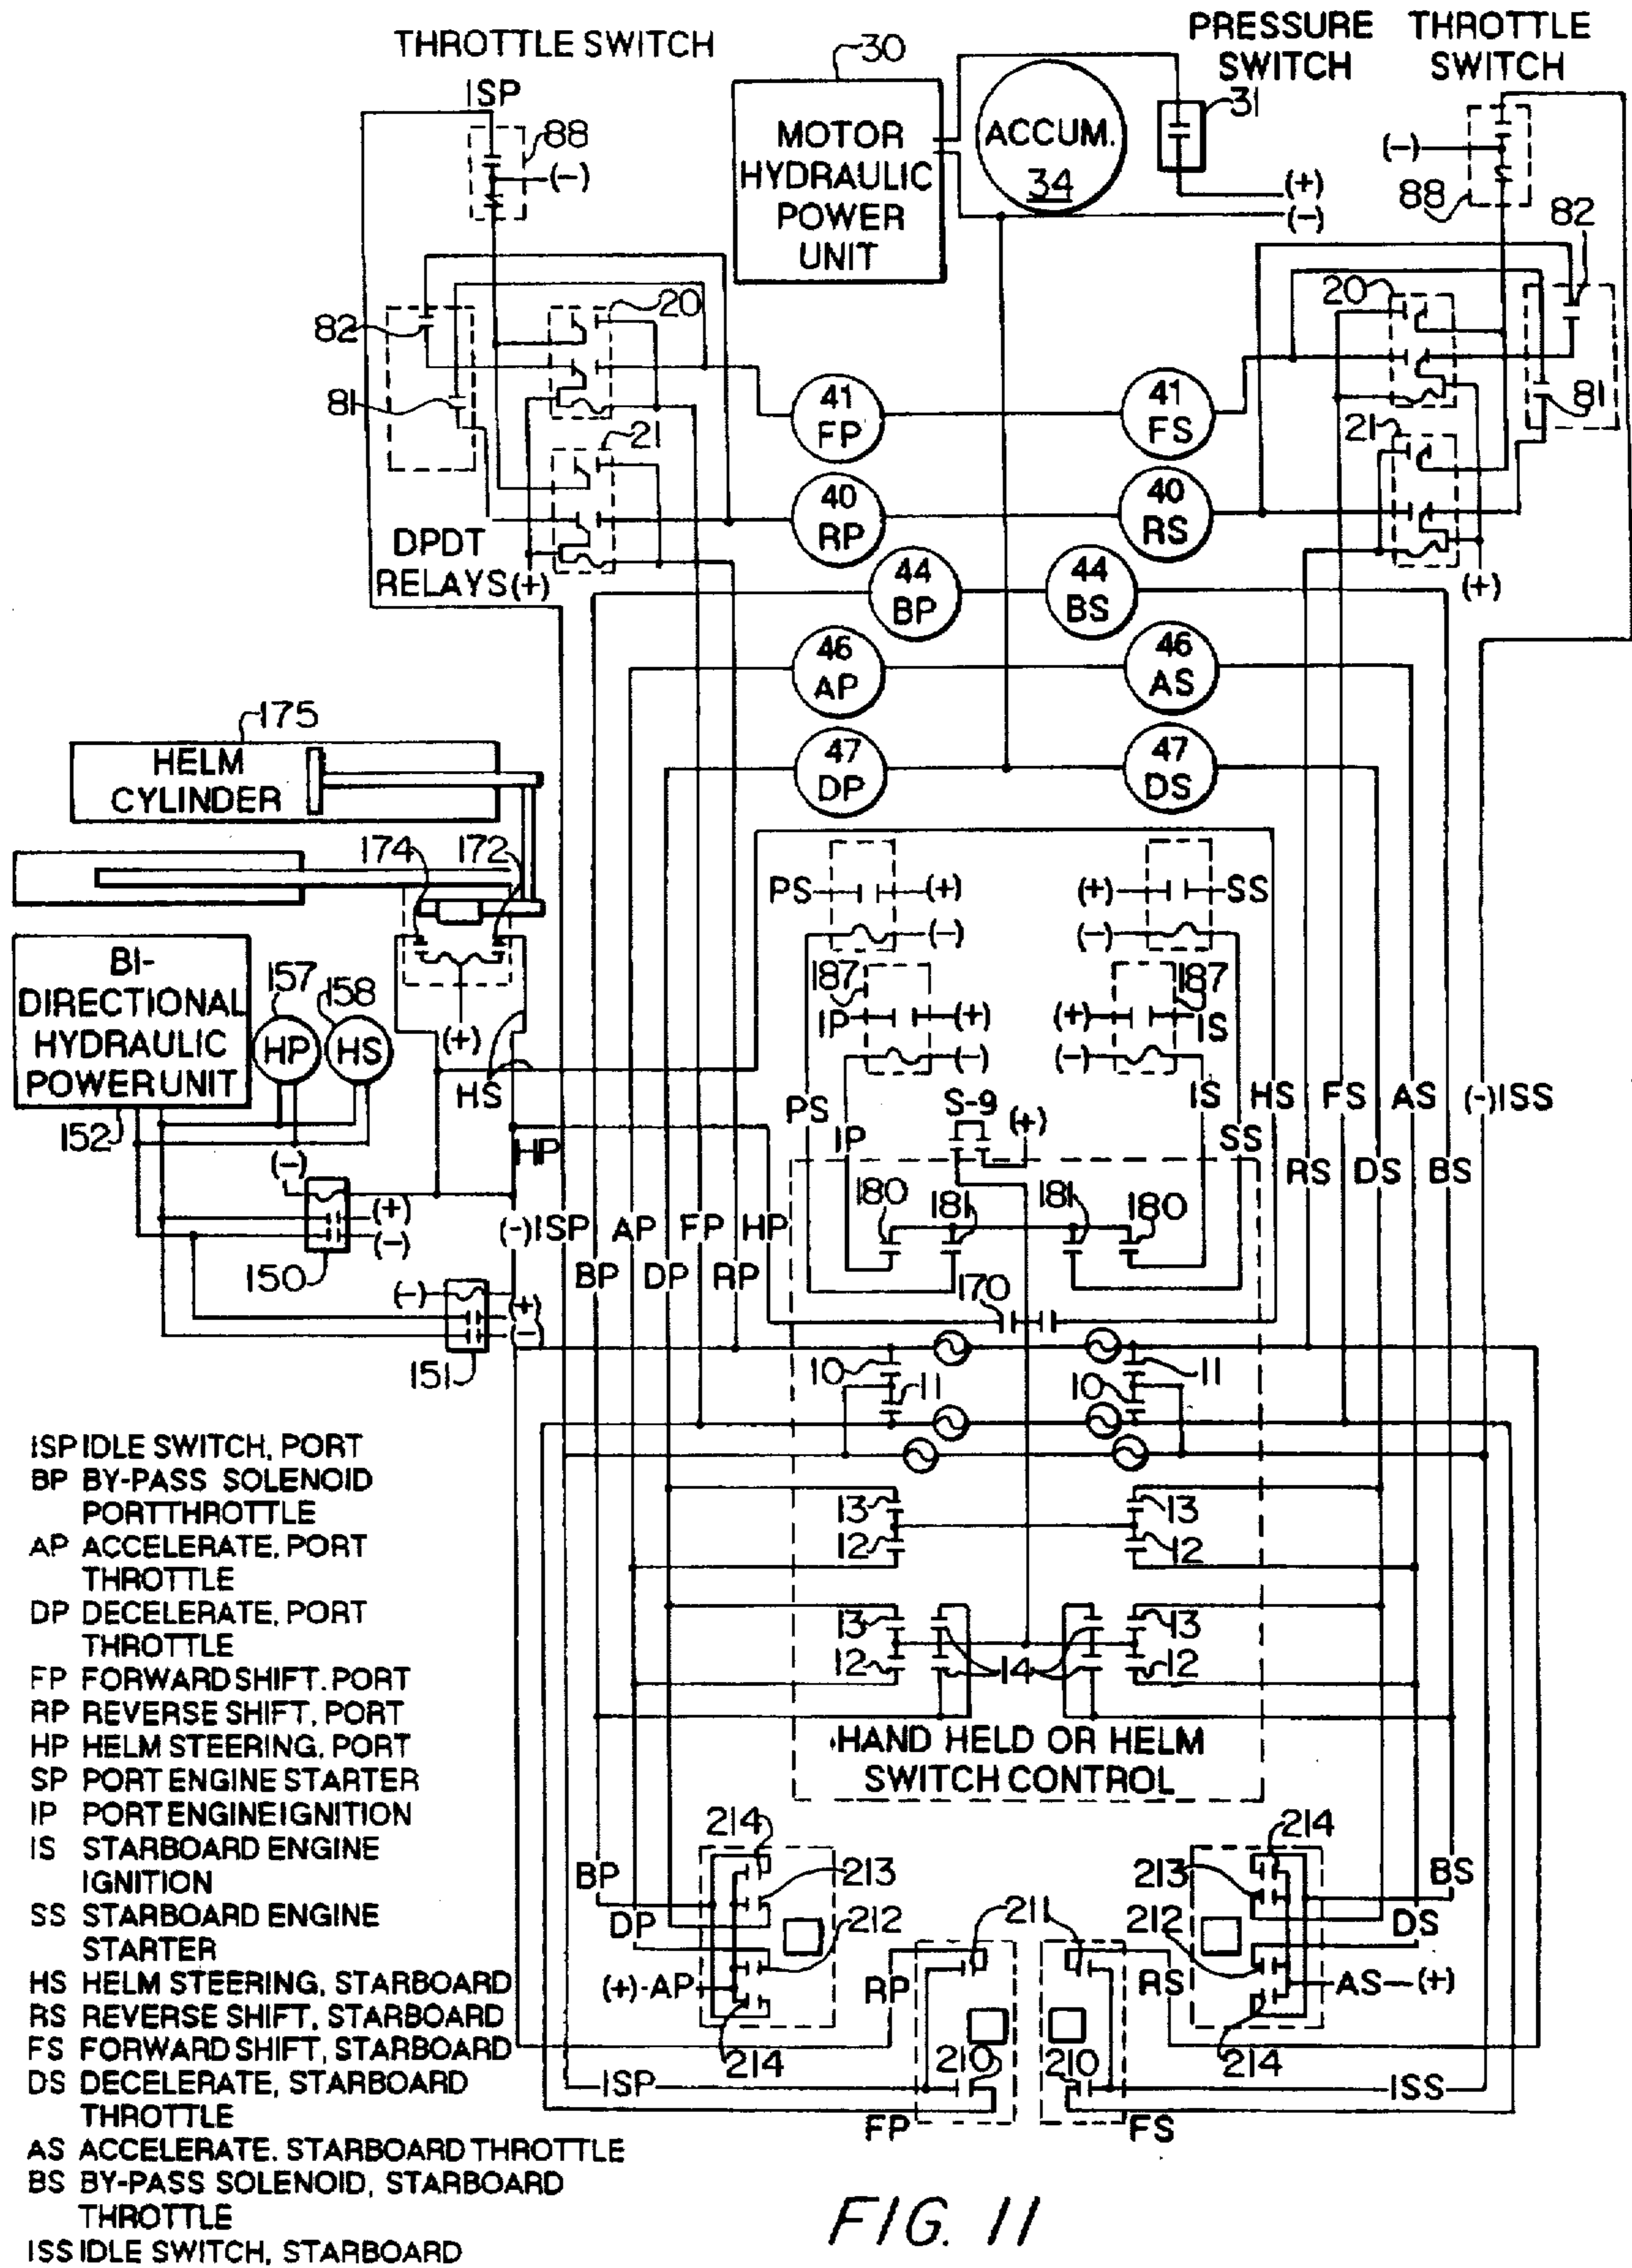 THROTTLE SWITCH
ISP
88
(-)
30
MOTOR
HYDRAULIC
POWER
UNIT
ACCUM.
34
PRESSURE
SWITCH
31
(+)
(-)
THROTTLE
SWITCH
(-)
88
82
82
81
20
21
20
21
81
DPDT
RELAYS(+)
(+)
41
FP
41
FS
40
RP
40
RS
44
BP
44
BS
46
AP
46
AS
47
DP
47
DS
175
HELM
CYLINDER
174
172
BI-
DIRECTIONAL
HYDRAULIC
POWER UNIT
152
157
158
HP
HS
(+)
HS
HP
(-)
(+)
(-)
150
(-)
(+)
(-)
151
PS
(+)
(-)
(+)
SS
(-)
187
IP
(+)
(-)
187
(+)
IS
(-)
PS
IP
S-9
(+)
IS
SS
HS
FS
AS
(-)ISS
RS
DS
BS
(-)ISP
AP
FP
HP
BP
DP
RP
180
181
181
180
170
10
11
10
11
13
12
13
12
13
12
14
13
12
HAND HELD OR HELM
SWITCH CONTROL
214
213
212
214
BP
DP
(+)-AP
RP
211
210
210
RS
214
213
212
214
BS
DS
AS-(+)
ISP
FP
FS
ISS
ISP IDLE SWITCH, PORT
BP BY-PASS SOLENOID
PORT THROTTLE
AP ACCELERATE, PORT
THROTTLE
DP DECELERATE, PORT
THROTTLE
FP FORWARD SHIFT. PORT
RP REVERSE SHIFT, PORT
HP HELM STEERING. PORT
SP PORT ENGINE STARTER
IP PORT ENGINE IGNITION
IS STARBOARD ENGINE
IGNITION
SS STARBOARD ENGINE
STARTER
HS HELM STEERING, STARBOARD
RS REVERSE SHIFT, STARBOARD
FS FORWARD SHIFT, STARBOARD
DS DECELERATE, STARBOARD
THROTTLE
AS ACCELERATE. STARBOARD THROTTLE
BS BY-PASS SOLENOID, STARBOARD
THROTTLE
ISS IDLE SWITCH, STARBOARD
FIG. 11